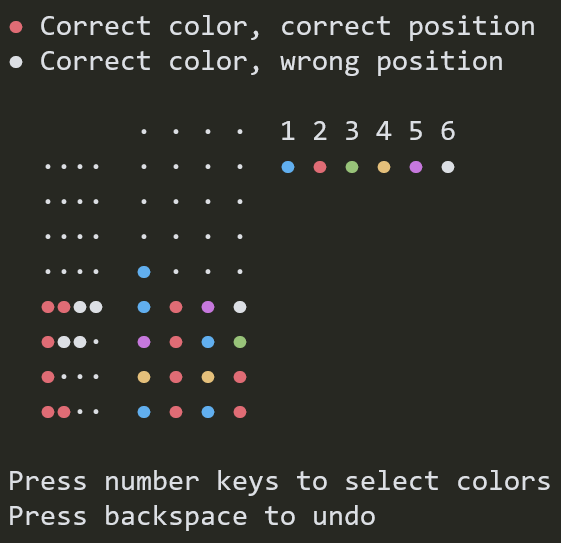 Correct color, correct position
Correct color, wrong position
1 2 3 4 5 6
Press number keys to select colors
Press backspace to undo